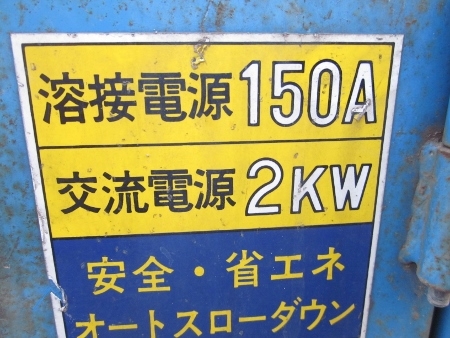 溶接電源150A
交流電源2KW
安全・省エネ
オートスローダウン